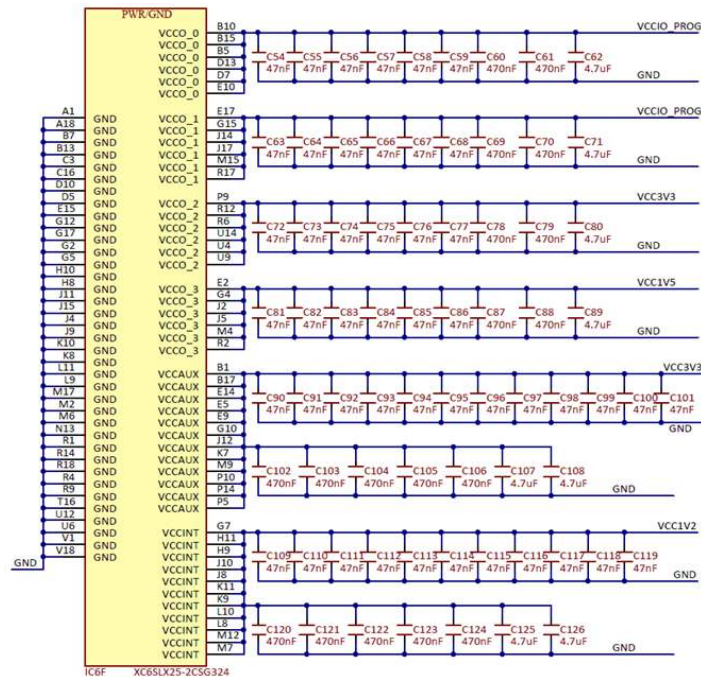 PWR/GND
A1 GND
A18 GND
B7 GND
B13 GND
C3 GND
C16 GND
D10 GND
D5 GND
E15 GND
G12 GND
G17 GND
G2 GND
G5 GND
H10 GND
H8 GND
J11 GND
J15 GND
J4 GND
J9 GND
K10 GND
K8 GND
L11 GND
L9 GND
M17 GND
M2 GND
M6 GND
N13 GND
R1 GND
R14 GND
R18 GND
R4 GND
R9 GND
T16 GND
U12 GND
U6 GND
V1 GND
V18 GND
GND
VCCO_0 B10
VCCO_0 B15
VCCO_0 B5
VCCO_0 D13
VCCO_0 D7
VCCO_0 E10
VCCIO_PROG
C54 C55 C56 C57 C58 C59 C60 C61 C62
47nF 47nF 47nF 47nF 47nF 47nF 470nF 470nF 4.7uF
GND
VCCO_1 E17
VCCO_1 G15
VCCO_1 J14
VCCO_1 J17
VCCO_1 M15
VCCO_1 R17
VCCIO_PROG
C63 C64 C65 C66 C67 C68 C69 C70 C71
47nF 47nF 47nF 47nF 47nF 47nF 470nF 470nF 4.7uF
GND
VCCO_2 P9
VCCO_2 R12
VCCO_2 R6
VCCO_2 U14
VCCO_2 U4
VCCO_2 U9
VCC3V3
C72 C73 C74 C75 C76 C77 C78 C79 C80
47nF 47nF 47nF 47nF 47nF 47nF 470nF 470nF 4.7uF
GND
VCCO_3 E2
VCCO_3 G4
VCCO_3 J2
VCCO_3 J5
VCCO_3 M4
VCCO_3 R2
VCC1V5
C81 C82 C83 C84 C85 C86 C87 C88 C89
47nF 47nF 47nF 47nF 47nF 47nF 470nF 470nF 4.7uF
GND
VCCAUX B1
VCCAUX B17
VCCAUX E14
VCCAUX E5
VCCAUX E9
VCCAUX G10
VCCAUX J12
VCCAUX K7
VCCAUX M9
VCCAUX P10
VCCAUX P14
VCCAUX P5
VCC3V3
C90 C91 C92 C93 C94 C95 C96 C97 C98 C99 C100 C101
47nF 47nF 47nF 47nF 47nF 47nF 47nF 47nF 47nF 47nF 47nF 47nF
GND
C102 C103 C104 C105 C106 C107 C108
470nF 470nF 470nF 470nF 470nF 4.7uF 4.7uF
GND
VCCINT G7
VCCINT H11
VCCINT H9
VCCINT J10
VCCINT J8
VCCINT K11
VCCINT K9
VCCINT L10
VCCINT L8
VCCINT M12
VCCINT M7
VCC1V2
C109 C110 C111 C112 C113 C114 C115 C116 C117 C118 C119
47nF 47nF 47nF 47nF 47nF 47nF 47nF 47nF 47nF 47nF 47nF
GND
C120 C121 C122 C123 C124 C125 C126
470nF 470nF 470nF 470nF 470nF 4.7uF 4.7uF
GND
IC6F XC6SLX25-2CSG324